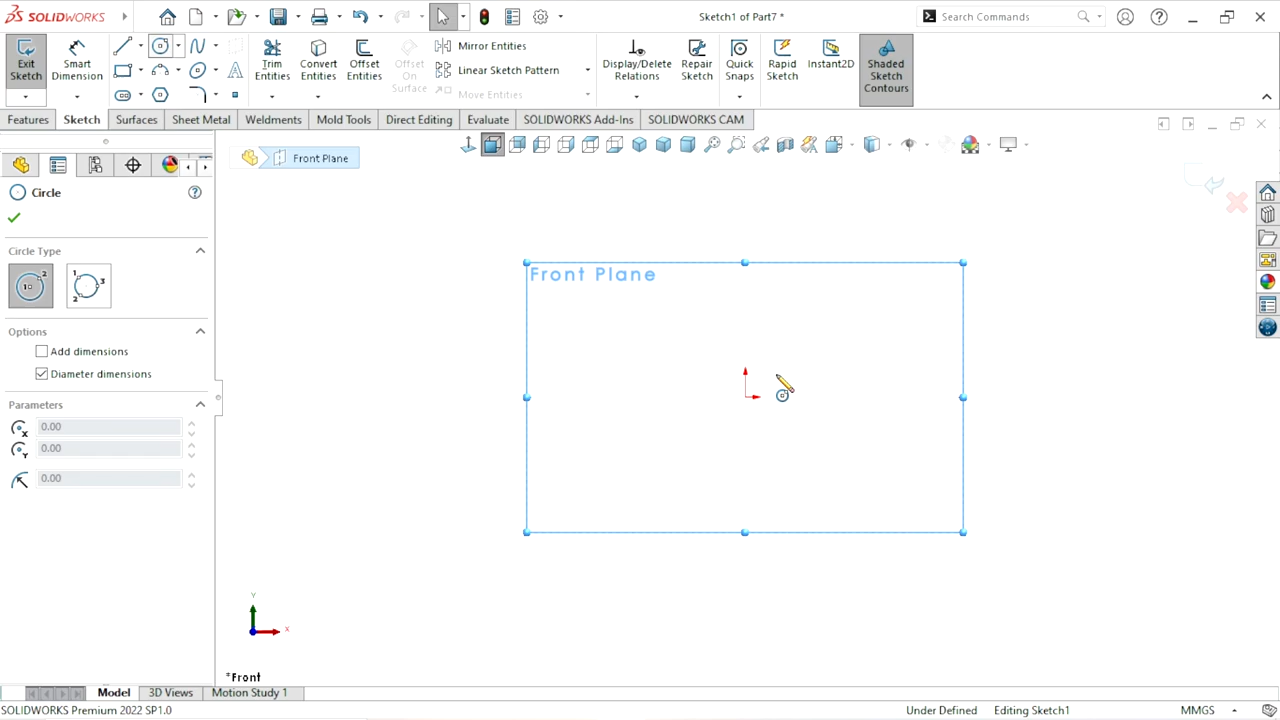 SOLIDWORKS
Sketch1 of Part7 *
Search Commands
Exit Sketch
Smart Dimension
Trim Entities
Convert Entities
Offset Entities
Offset On Surface
Mirror Entities
Linear Sketch Pattern
Move Entities
Display/Delete Relations
Repair Sketch
Quick Snaps
Rapid Sketch
Instant2D
Shaded Sketch Contours
Features
Sketch
Surfaces
Sheet Metal
Weldments
Mold Tools
Direct Editing
Evaluate
SOLIDWORKS Add-Ins
SOLIDWORKS CAM
Front Plane
Circle
Circle Type
Options
Add dimensions
Diameter dimensions
Parameters
0.00
0.00
0.00
Front Plane
Y
X
*Front
Model
3D Views
Motion Study 1
SOLIDWORKS Premium 2022 SP1.0
Under Defined
Editing Sketch1
MMGS